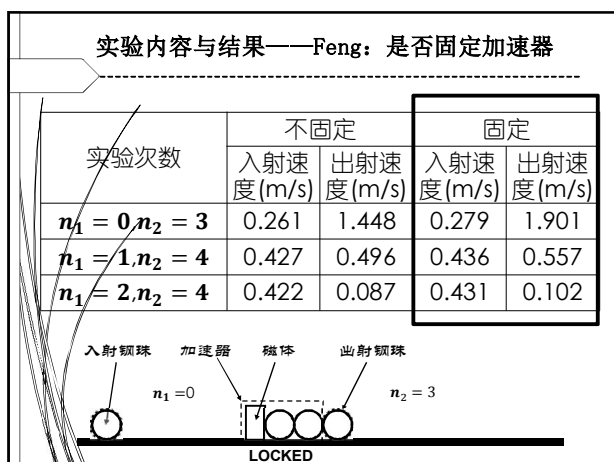 实验内容与结果——Feng：是否固定加速器
实验次数 不固定 固定
入射速度(m/s) 出射速度(m/s) 入射速度(m/s) 出射速度(m/s)
n₁ = 0,n₂ = 3 0.261 1.448 0.279 1.901
n₁ = 1,n₂ = 4 0.427 0.496 0.436 0.557
n₁ = 2,n₂ = 4 0.422 0.087 0.431 0.102
入射钢珠 加速器 磁体 出射钢珠
n₁ =0 n₂ = 3
LOCKED